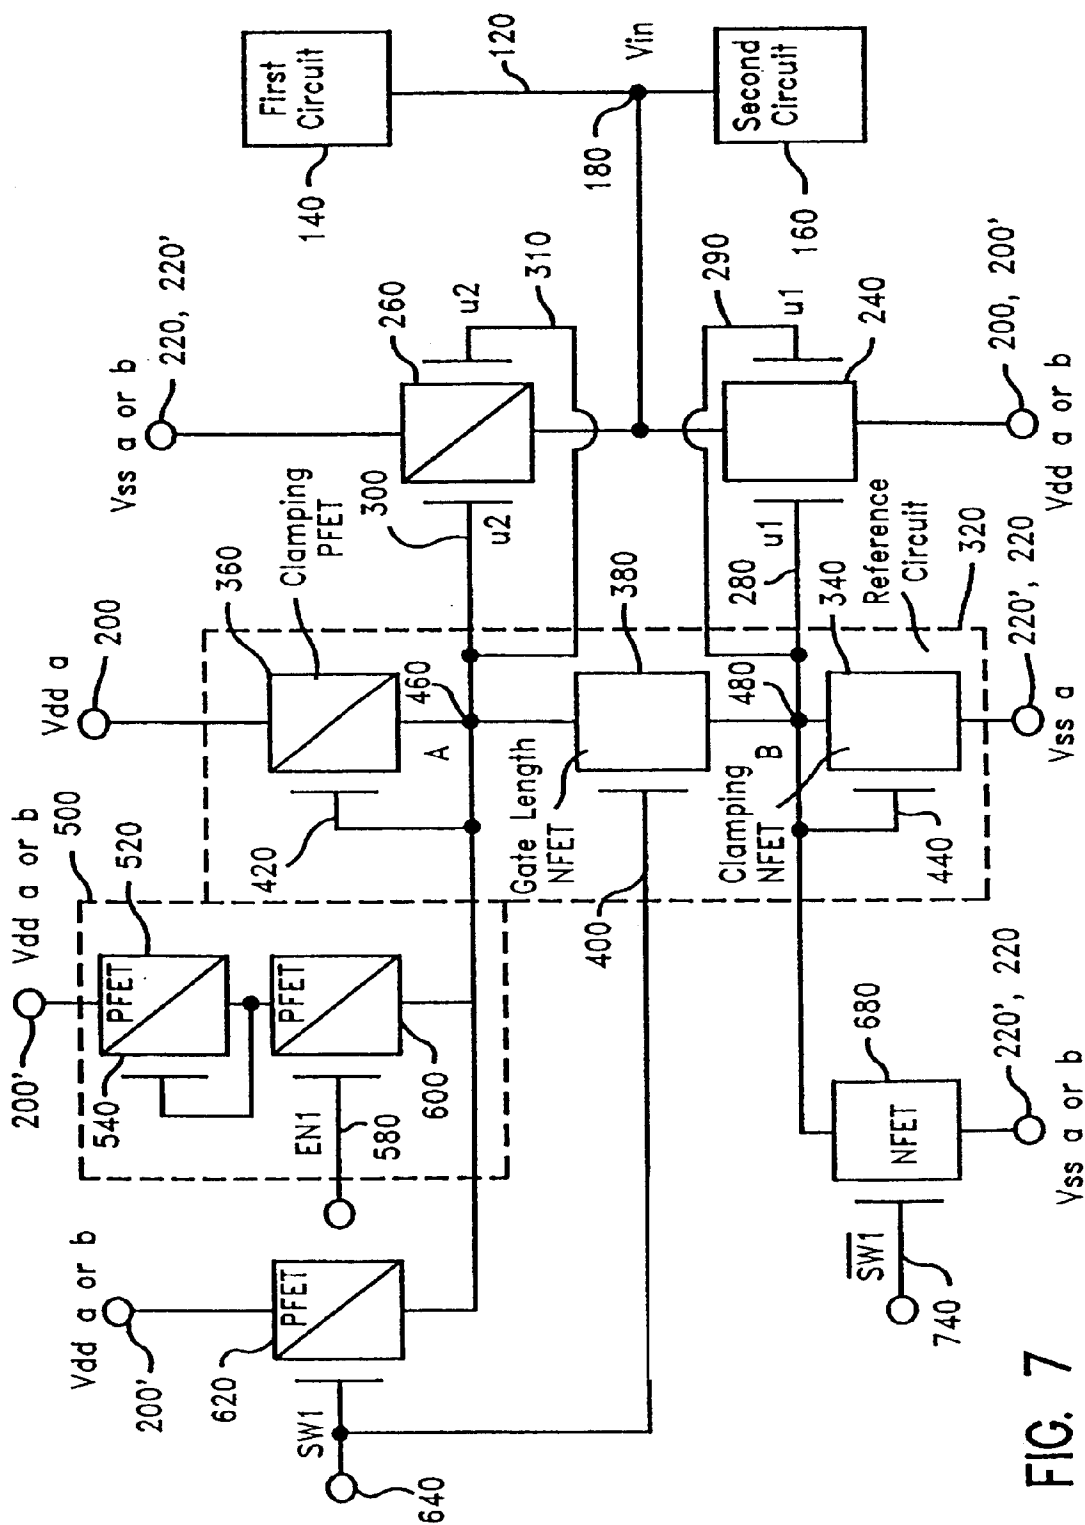 Vdd a or b
200'
620
PFET
SW1
640
200'
Vdd a or b
500
520
PFET
540
PFET
EN1
580
600
Vdd a
200
360
Clamping
PFET
420
A
460
Gate Length
NFET
380
400
B
480
Clamping
NFET
440
340
Reference
Circuit
320
220', 220
Vss a
SW1
740
NFET
680
220', 220
Vss a or b
Vss a or b
220, 220'
260
300
u2
u2
310
290
280
u1
u1
240
200, 200'
Vdd a or b
First
Circuit
140
120
180
Vin
Second
Circuit
160
FIG. 7